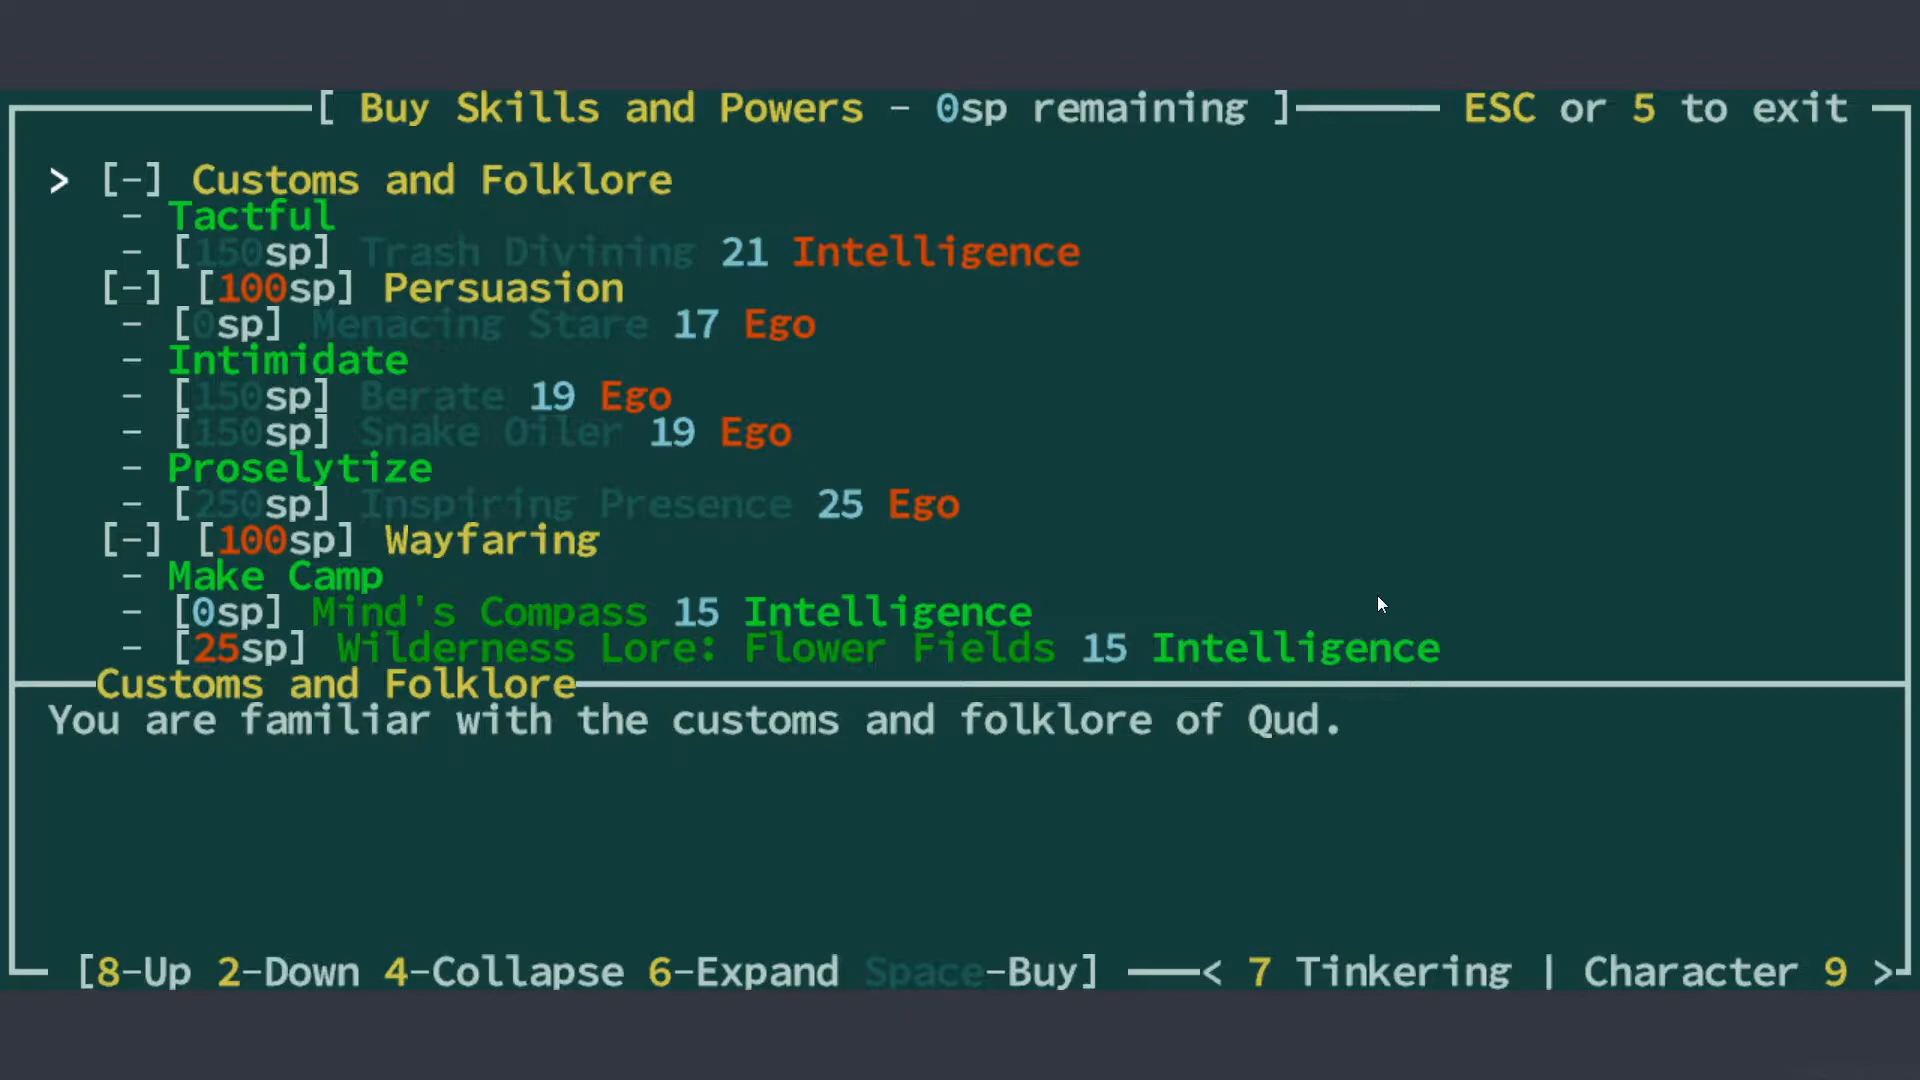 [ Buy Skills and Powers - 0sp remaining ] ESC or 5 to exit
> [-] Customs and Folklore
- Tactful
- [150sp] Trash Divining 21 Intelligence
[-] [100sp] Persuasion
- [0sp] Menacing Stare 17 Ego
- Intimidate
- [150sp] Berate 19 Ego
- [150sp] Snake Oiler 19 Ego
- Proselytize
- [250sp] Inspiring Presence 25 Ego
[-] [100sp] Wayfaring
- Make Camp
- [0sp] Mind's Compass 15 Intelligence
- [25sp] Wilderness Lore: Flower Fields 15 Intelligence
Customs and Folklore
You are familiar with the customs and folklore of Qud.
[8-Up 2-Down 4-Collapse 6-Expand Space-Buy] < 7 Tinkering | Character 9 >